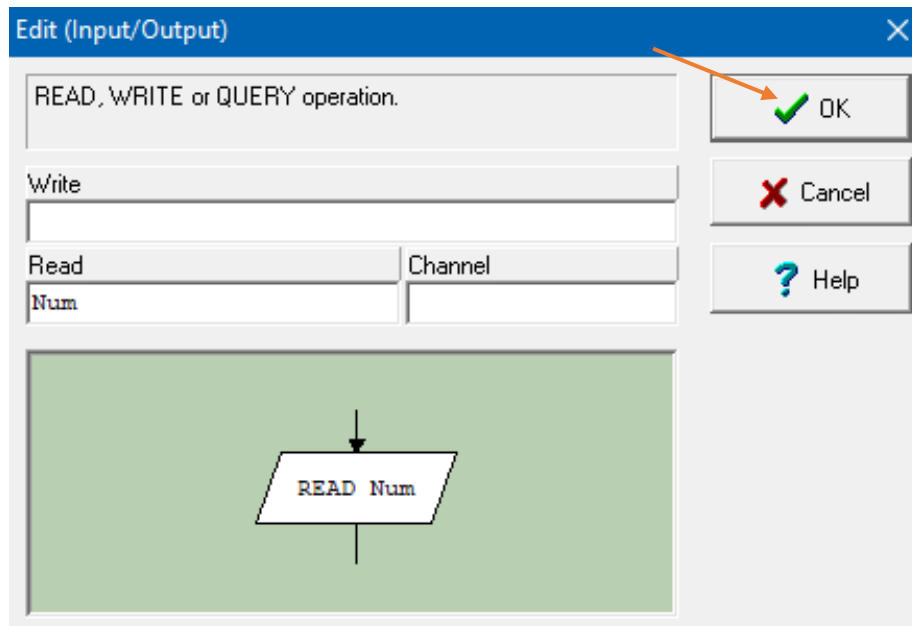 Edit (Input/Output)
READ, WRITE or QUERY operation.
OK
Write
Cancel
Read
Channel
Num
Help
READ Num